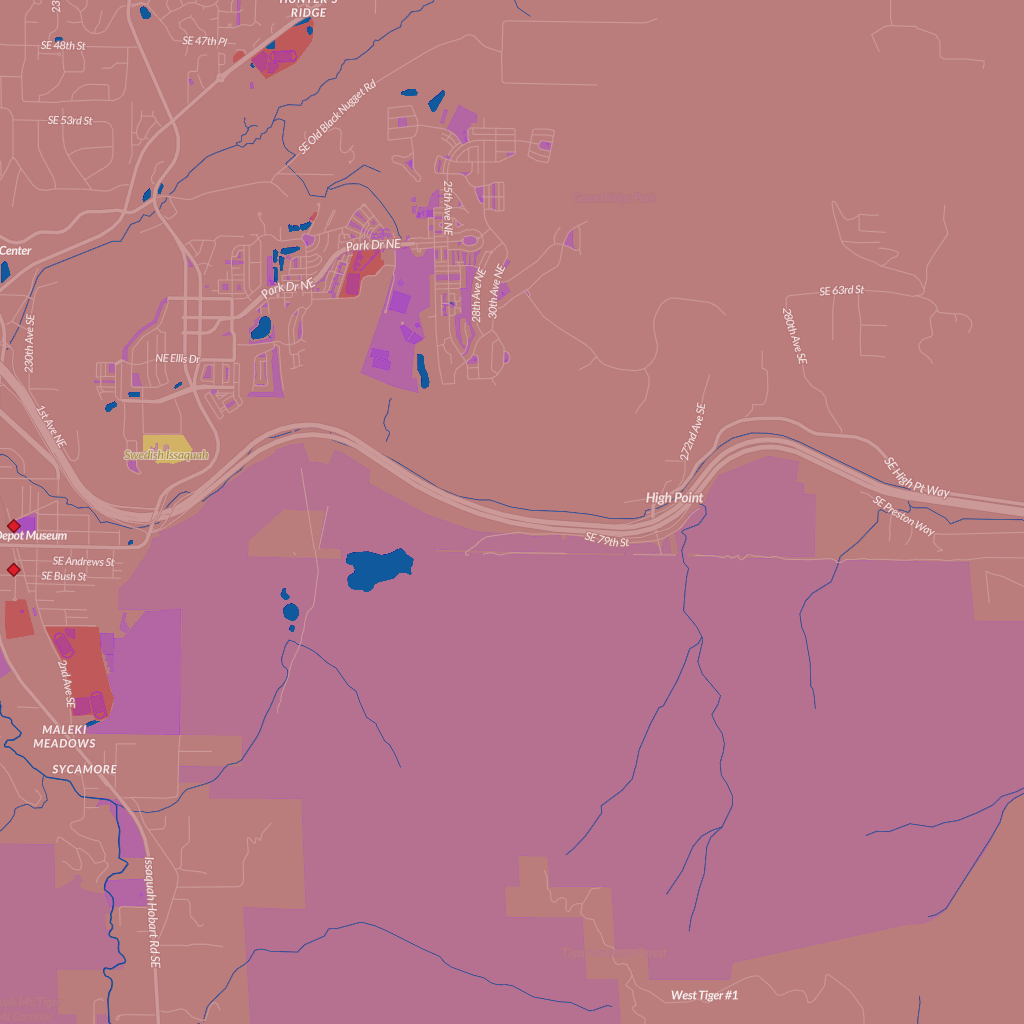 HUNTER'S
RIDGE
23
SE 48th St
SE 47th Pl
SE Old Black Nugget Rd
SE 53rd St
25th Ave NE
Center
Park Dr NE
Park Dr NE
28th Ave NE
30th Ave NE
SE 63rd St
280th Ave SE
230th Ave SE
NE Ellis Dr
1st Ave NE
Swedish Issaquah
272nd Ave SE
SE High Pt Way
High Point
SE Preston Way
SE 79th St
Depot Museum
SE Andrews St
SE Bush St
2nd Ave SE
MALEKI
MEADOWS
SYCAMORE
Issaquah Hobart Rd SE
West Tiger #1